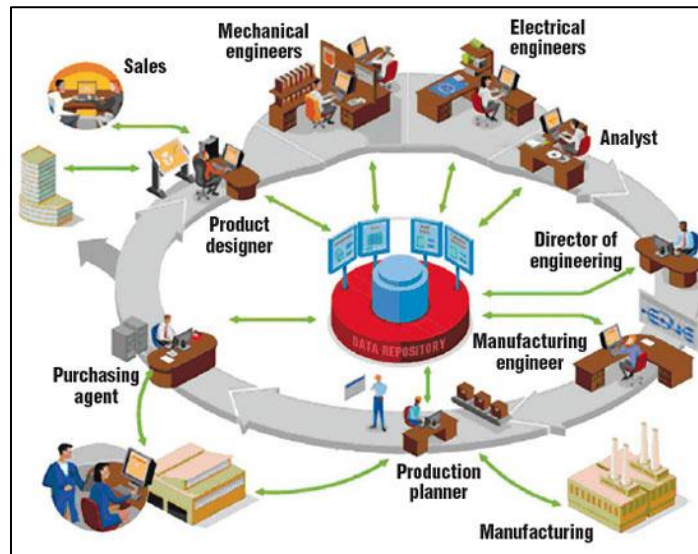 Mechanical
engineers
Electrical
engineers
Sales
Analyst
Product
designer
Director of
engineering
DATA REPOSITORY
Manufacturing
engineer
Purchasing
agent
Production
planner
Manufacturing